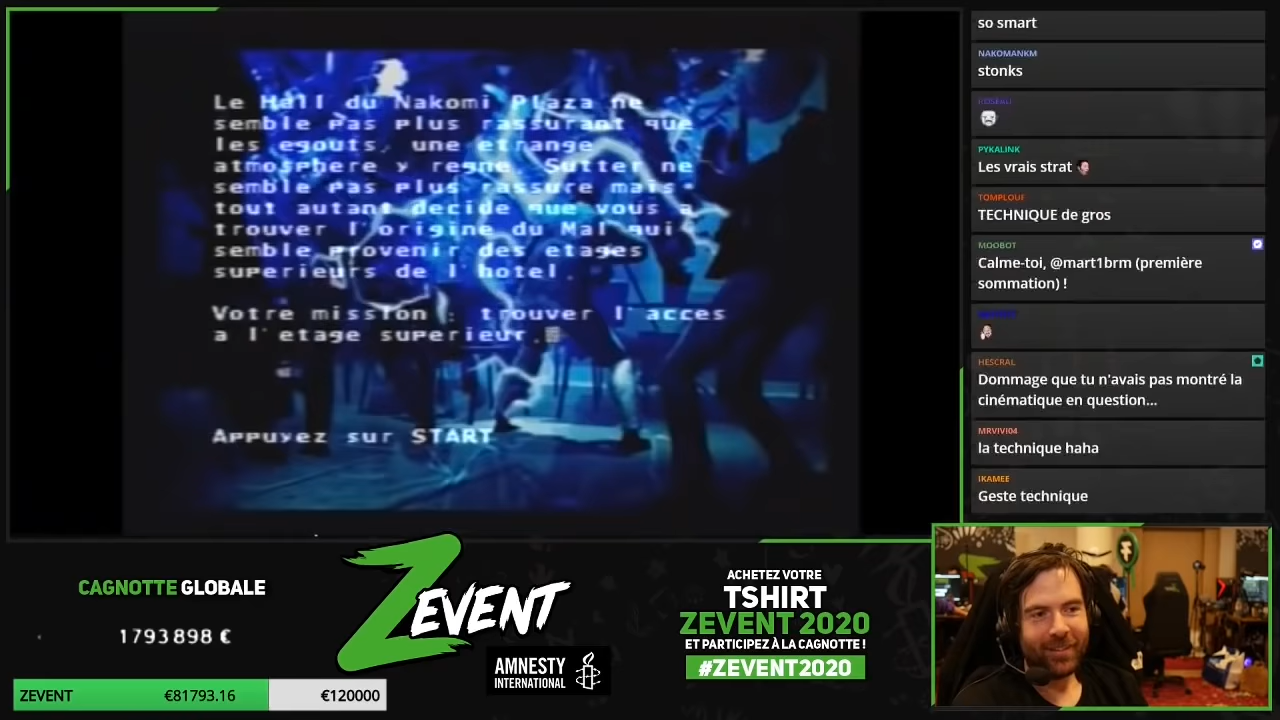 Le Hall du Nakomi Plaza ne
semble pas plus rassurant que
les egouts, une etrange
atmosphere y regne. Sutter ne
semble pas plus rassure mais
tout autant decide que vous a
trouver l'origine du Mal qui
semble provenir des etages
superieurs de l'hotel.
Votre mission : trouver l'acces
a l'etage superieur.
Appuyez sur START
so smart
NAKOMANKM
stonks
PYKALINK
Les vrais strat
TOMPLOUF
TECHNIQUE de gros
MOOBOT
Calme-toi, @mart1brm (première
sommation) !
HESCRAL
Dommage que tu n'avais pas montré la
cinématique en question...
MRVIVI04
la technique haha
IKAMEE
Geste technique
CAGNOTTE GLOBALE
1793898 €
ZEVENT €81793.16 €120000
ZEVENT
AMNESTY
INTERNATIONAL
ACHETEZ VOTRE
TSHIRT
ZEVENT 2020
ET PARTICIPEZ À LA CAGNOTTE !
#ZEVENT2020